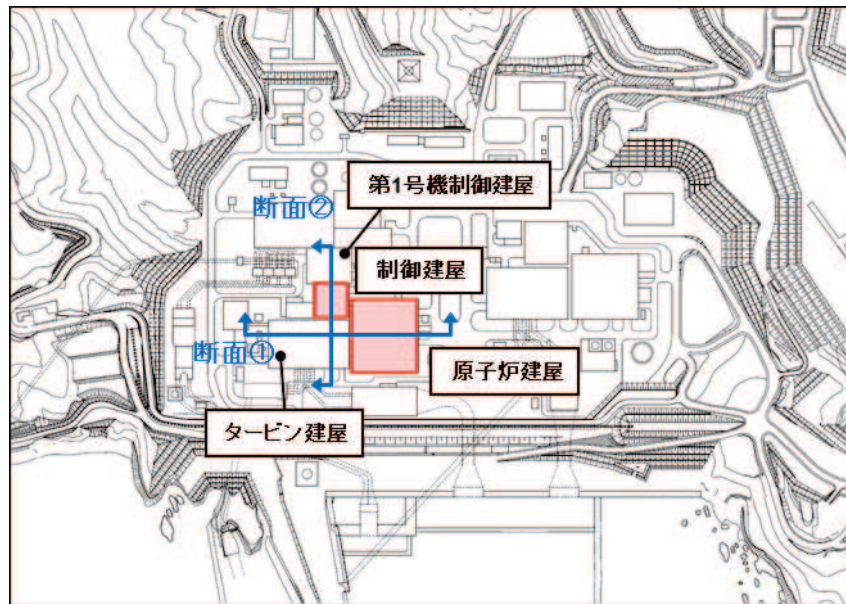 第1号機制御建屋
断面②
制御建屋
断面①
原子炉建屋
タービン建屋